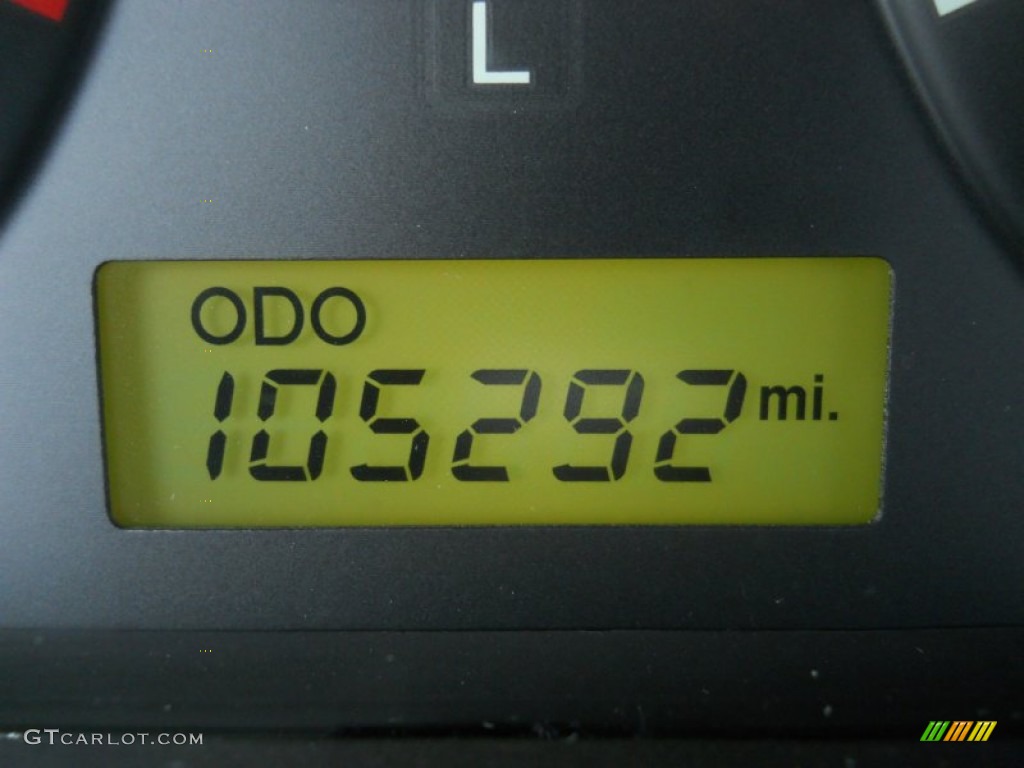 L
ODO
105292 mi.
GTCARLOT.COM